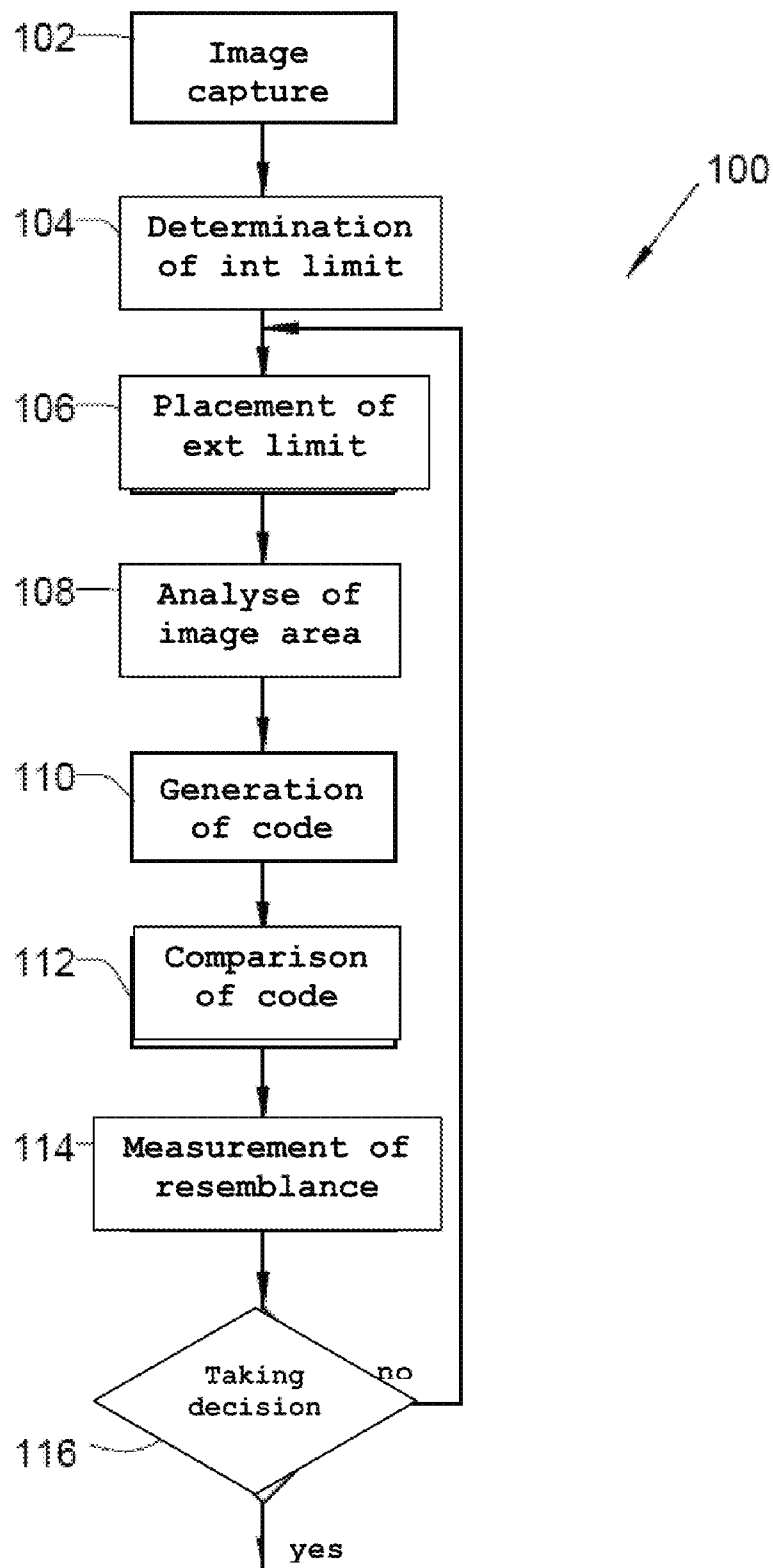 102
Image
capture
100
104
Determination
of int limit
106
Placement of
ext limit
108
Analyse of
image area
110
Generation
of code
112
Comparison
of code
114
Measurement of
resemblance
Taking
decision
no
116
yes